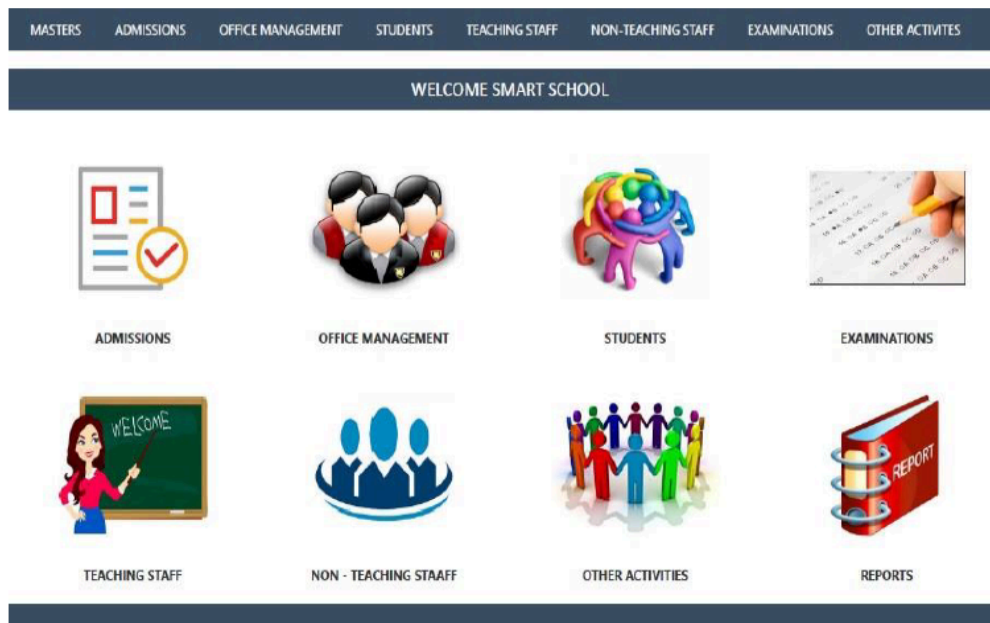 MASTERS ADMISSIONS OFFICE MANAGEMENT STUDENTS TEACHING STAFF NON-TEACHING STAFF EXAMINATIONS OTHER ACTIVITES
WELCOME SMART SCHOOL
ADMISSIONS OFFICE MANAGEMENT STUDENTS EXAMINATIONS
WELCOME
REPORT
TEACHING STAFF NON - TEACHING STAAFF OTHER ACTIVITIES REPORTS